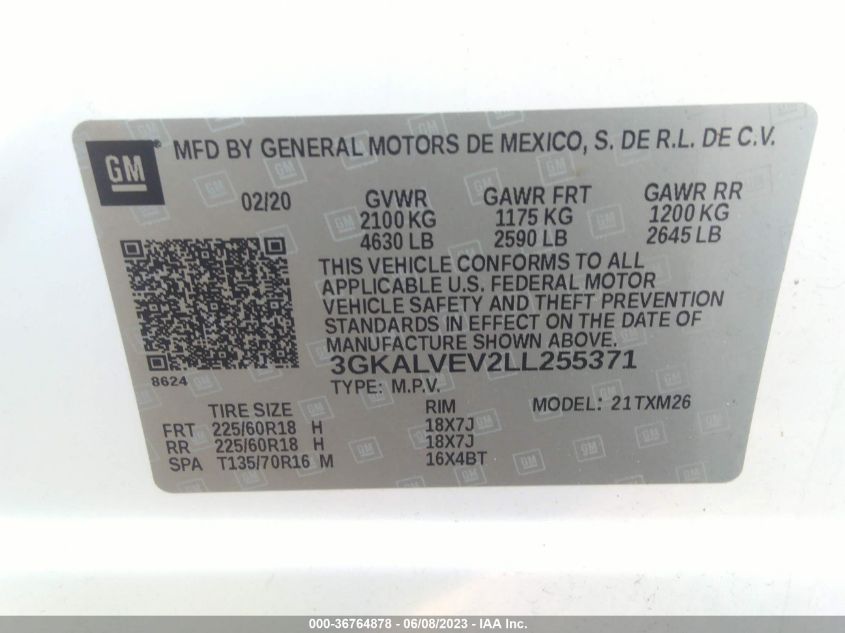 GM ® MFD BY GENERAL MOTORS DE MEXICO, S. DE R.L. DE C.V.
02/20 GVWR GAWR FRT GAWR RR
2100 KG 1175 KG 1200 KG
4630 LB 2590 LB 2645 LB
THIS VEHICLE CONFORMS TO ALL
APPLICABLE U.S. FEDERAL MOTOR
VEHICLE SAFETY AND THEFT PREVENTION
STANDARDS IN EFFECT ON THE DATE OF
MANUFACTURE SHOWN ABOVE.
8624 3GKALVEV2LL255371
TYPE: M.P.V.
TIRE SIZE RIM MODEL: 21TXM26
FRT 225/60R18 H 18X7J
RR 225/60R18 H 18X7J
SPA T135/70R16 M 16X4BT
000-36764878 - 06/08/2023 - IAA Inc.